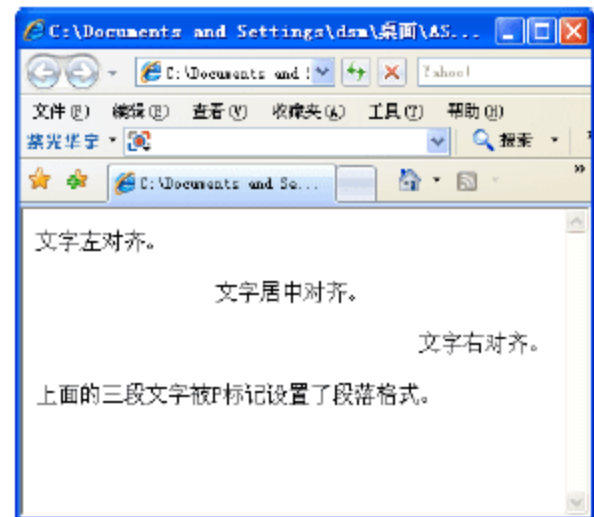 C:\Documents and Settings\dsm\桌面\AS...
C:\Documents and
Yahoo!
文件(F) 编辑(E) 查看(V) 收藏夹(A) 工具(T) 帮助(H)
紫光华宇 搜索
C:\Documents and Se...
文字左对齐。
文字居中对齐。
文字右对齐。
上面的三段文字被P标记设置了段落格式。